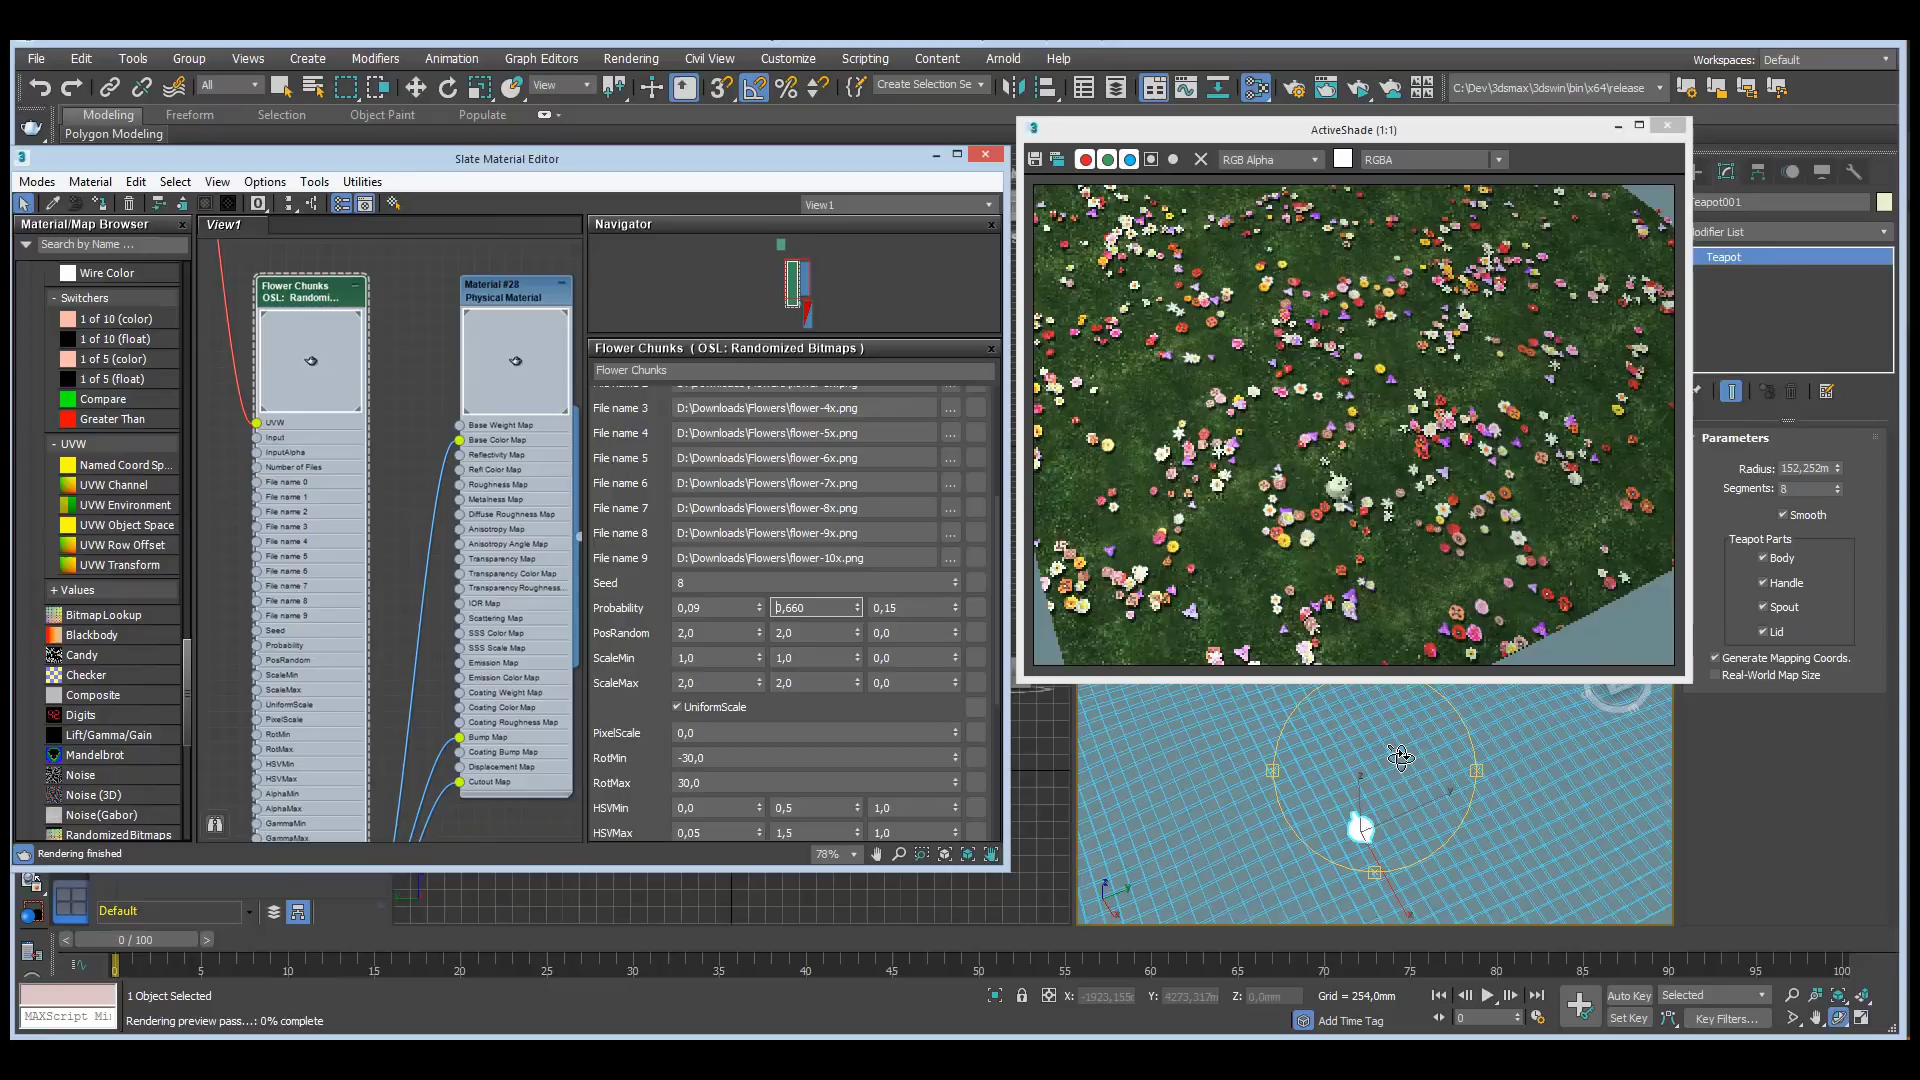 File Edit Tools Group Views Create Modifiers Animation Graph Editors Rendering Civil View Customize Scripting Content Arnold Help Workspaces: Default
All View Create Selection Se C:\Dev\3dsmax\3dswin\bin\x64\release
Modeling Freeform Selection Object Paint Populate
Polygon Modeling
Slate Material Editor
Modes Material Edit Select View Options Tools Utilities
View1
Material/Map Browser
Search by Name ...
Wire Color
- Switchers
1 of 10 (color)
1 of 10 (float)
1 of 5 (color)
1 of 5 (float)
Compare
Greater Than
- UVW
Named Coord Sp...
UVW Channel
UVW Environment
UVW Object Space
UVW Row Offset
UVW Transform
+ Values
BitmapLookup
Blackbody
Candy
Checker
Composite
Digits
Lift/Gamma/Gain
Mandelbrot
Noise
Noise (3D)
Noise(Gabor)
RandomizedBitmaps
Rendering finished
View1
Flower Chunks
OSL: Randomi...
UVW
Input
InputAlpha
Number of Files
File name 0
File name 1
File name 2
File name 3
File name 4
File name 5
File name 6
File name 7
File name 8
File name 9
Seed
Probability
PosRandom
ScaleMin
ScaleMax
UniformScale
PixelScale
RotMin
RotMax
HSVMin
HSVMax
AlphaMin
AlphaMax
GammaMin
GammaMax
Material #28
Physical Material
Base Weight Map
Base Color Map
Reflectivity Map
Refl Color Map
Roughness Map
Metalness Map
Diffuse Roughness Map
Anisotropy Map
Anisotropy Angle Map
Transparency Map
Transparency Color Map
Transparency Roughness...
IOR Map
Scattering Map
SSS Color Map
SSS Scale Map
Emission Map
Emission Color Map
Coating Weight Map
Coating Color Map
Coating Roughness Map
Bump Map
Coating Bump Map
Displacement Map
Cutout Map
Navigator
Flower Chunks ( OSL: Randomized Bitmaps )
Flower Chunks
File name 3 D:\Downloads\Flowers\flower-4x.png ...
File name 4 D:\Downloads\Flowers\flower-5x.png ...
File name 5 D:\Downloads\Flowers\flower-6x.png ...
File name 6 D:\Downloads\Flowers\flower-7x.png ...
File name 7 D:\Downloads\Flowers\flower-8x.png ...
File name 8 D:\Downloads\Flowers\flower-9x.png ...
File name 9 D:\Downloads\Flowers\flower-10x.png ...
Seed 8
Probability 0,09 0,660 0,15
PosRandom 2,0 2,0 0,0
ScaleMin 1,0 1,0 0,0
ScaleMax 2,0 2,0 0,0
UniformScale
PixelScale 0,0
RotMin -30,0
RotMax 30,0
HSVMin 0,0 0,5 1,0
HSVMax 0,05 1,5 1,0
78%
ActiveShade (1:1)
RGB Alpha RGBA
Teapot001
Modifier List
Teapot
Parameters
Radius: 152,252m
Segments: 8
Smooth
Teapot Parts
Body
Handle
Spout
Lid
Generate Mapping Coords.
Real-World Map Size
z
y
x
z
y
x
Default
< 0 / 100 >
0 5 10 15 20 25 30 35 40 45 50 55 60 65 70 75 80 85 90 95 100
1 Object Selected X: -1923,155m Y: 4273,317m Z: 0,0mm Grid = 254,0mm Auto Key Selected
MAXScript Mi Rendering preview pass...: 0% complete Add Time Tag 0 Set Key Key Filters...